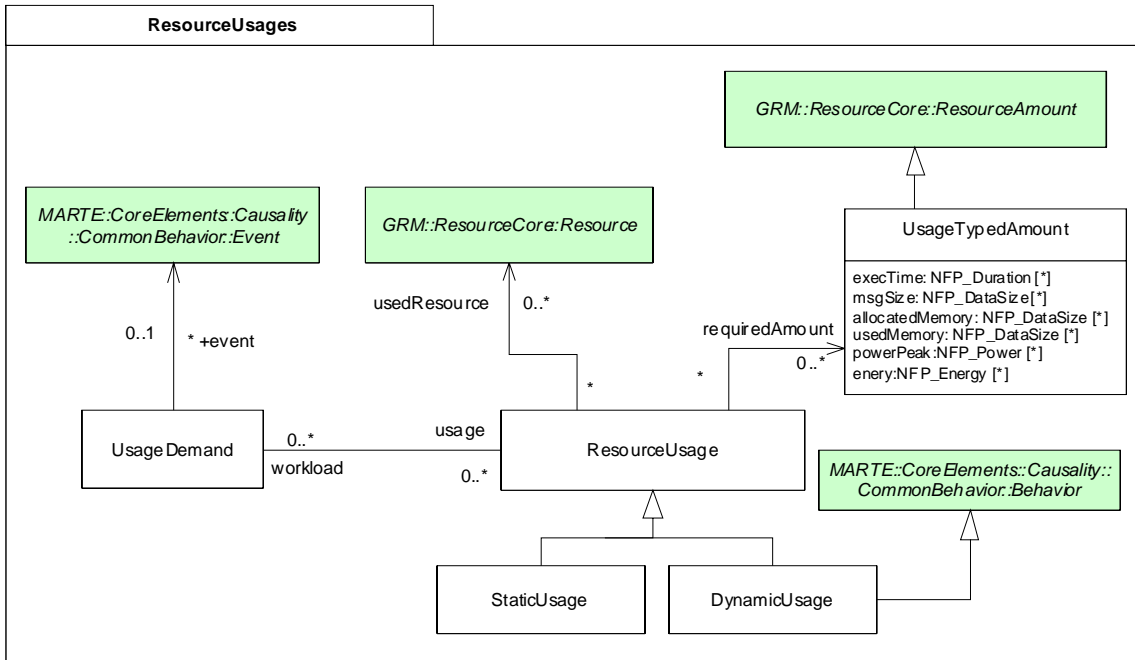 ResourceUsages
GRM::ResourceCore::ResourceAmount
MARTE::CoreElements::Causality
::CommonBehavior::Event
GRM::ResourceCore::Resource
UsageTypedAmount
execTime: NFP_Duration [*]
msgSize: NFP_DataSize[*]
allocatedMemory: NFP_DataSize [*]
usedMemory: NFP_DataSize [*]
powerPeak:NFP_Power [*]
enery:NFP_Energy [*]
usedResource
0..*
requiredAmount
0..*
0..1
* +event
*
*
UsageDemand
0..*
workload
usage
0..*
ResourceUsage
MARTE::CoreElements::Causality::
CommonBehavior::Behavior
StaticUsage
DynamicUsage